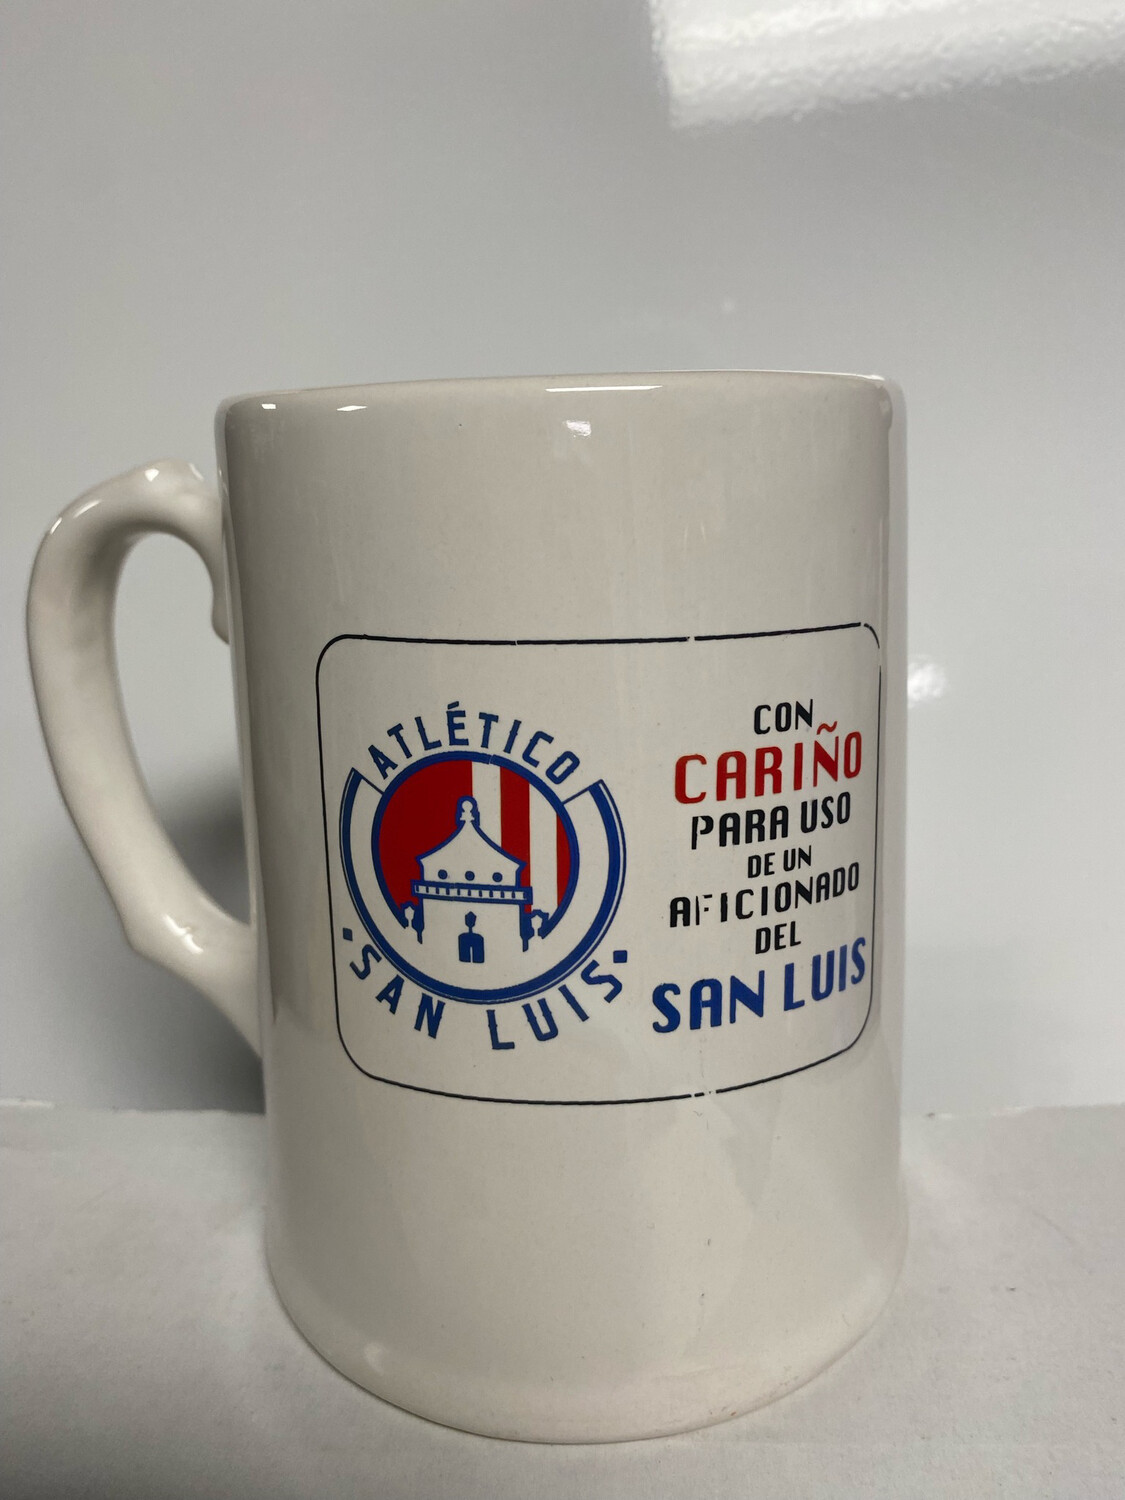 ATLÉTICO
SAN LUIS
CON
CARIÑO
PARA USO
DE UN
AFICIONADO
DEL
SAN LUIS